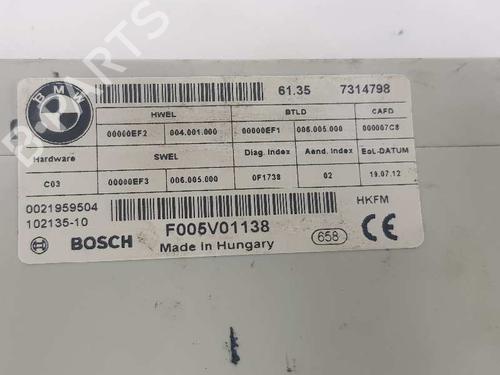 BMW
61.35 7314798
HWEL BTLD CAFD
00000EF2 004.001.000 00000EF1 006.005.000 000007C8
Hardware SWEL Diag. Index Aend. Index EoL-DATUM
C03 00000EF3 006.005.000 0F1738 02 19.07.12
0021959504
102135-10
HKFM
BOSCH F005V01138
Made in Hungary
658
CE
B-Parts